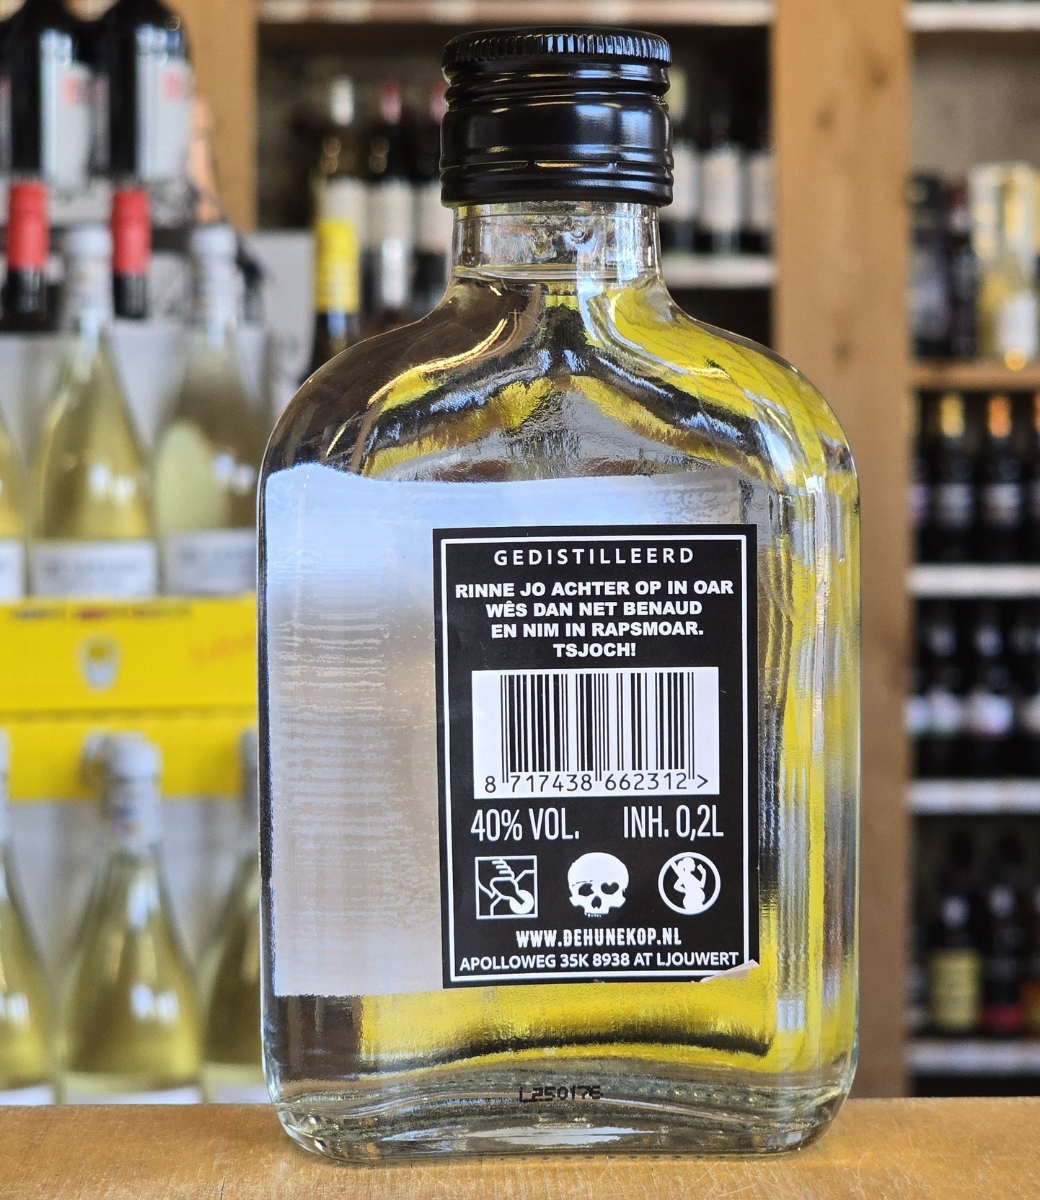 GEDISTILLEERD
RINNE JO ACHTER OP IN OAR
WÊS DAN NET BENAUD
EN NIM IN RAPSMOAR.
TSJOCH!
8 717438 662312 >
40% VOL. INH. 0,2L
WWW.DEHUNEKOP.NL
APOLLOWEG 35K 8938 AT LJOUWERT
L250176